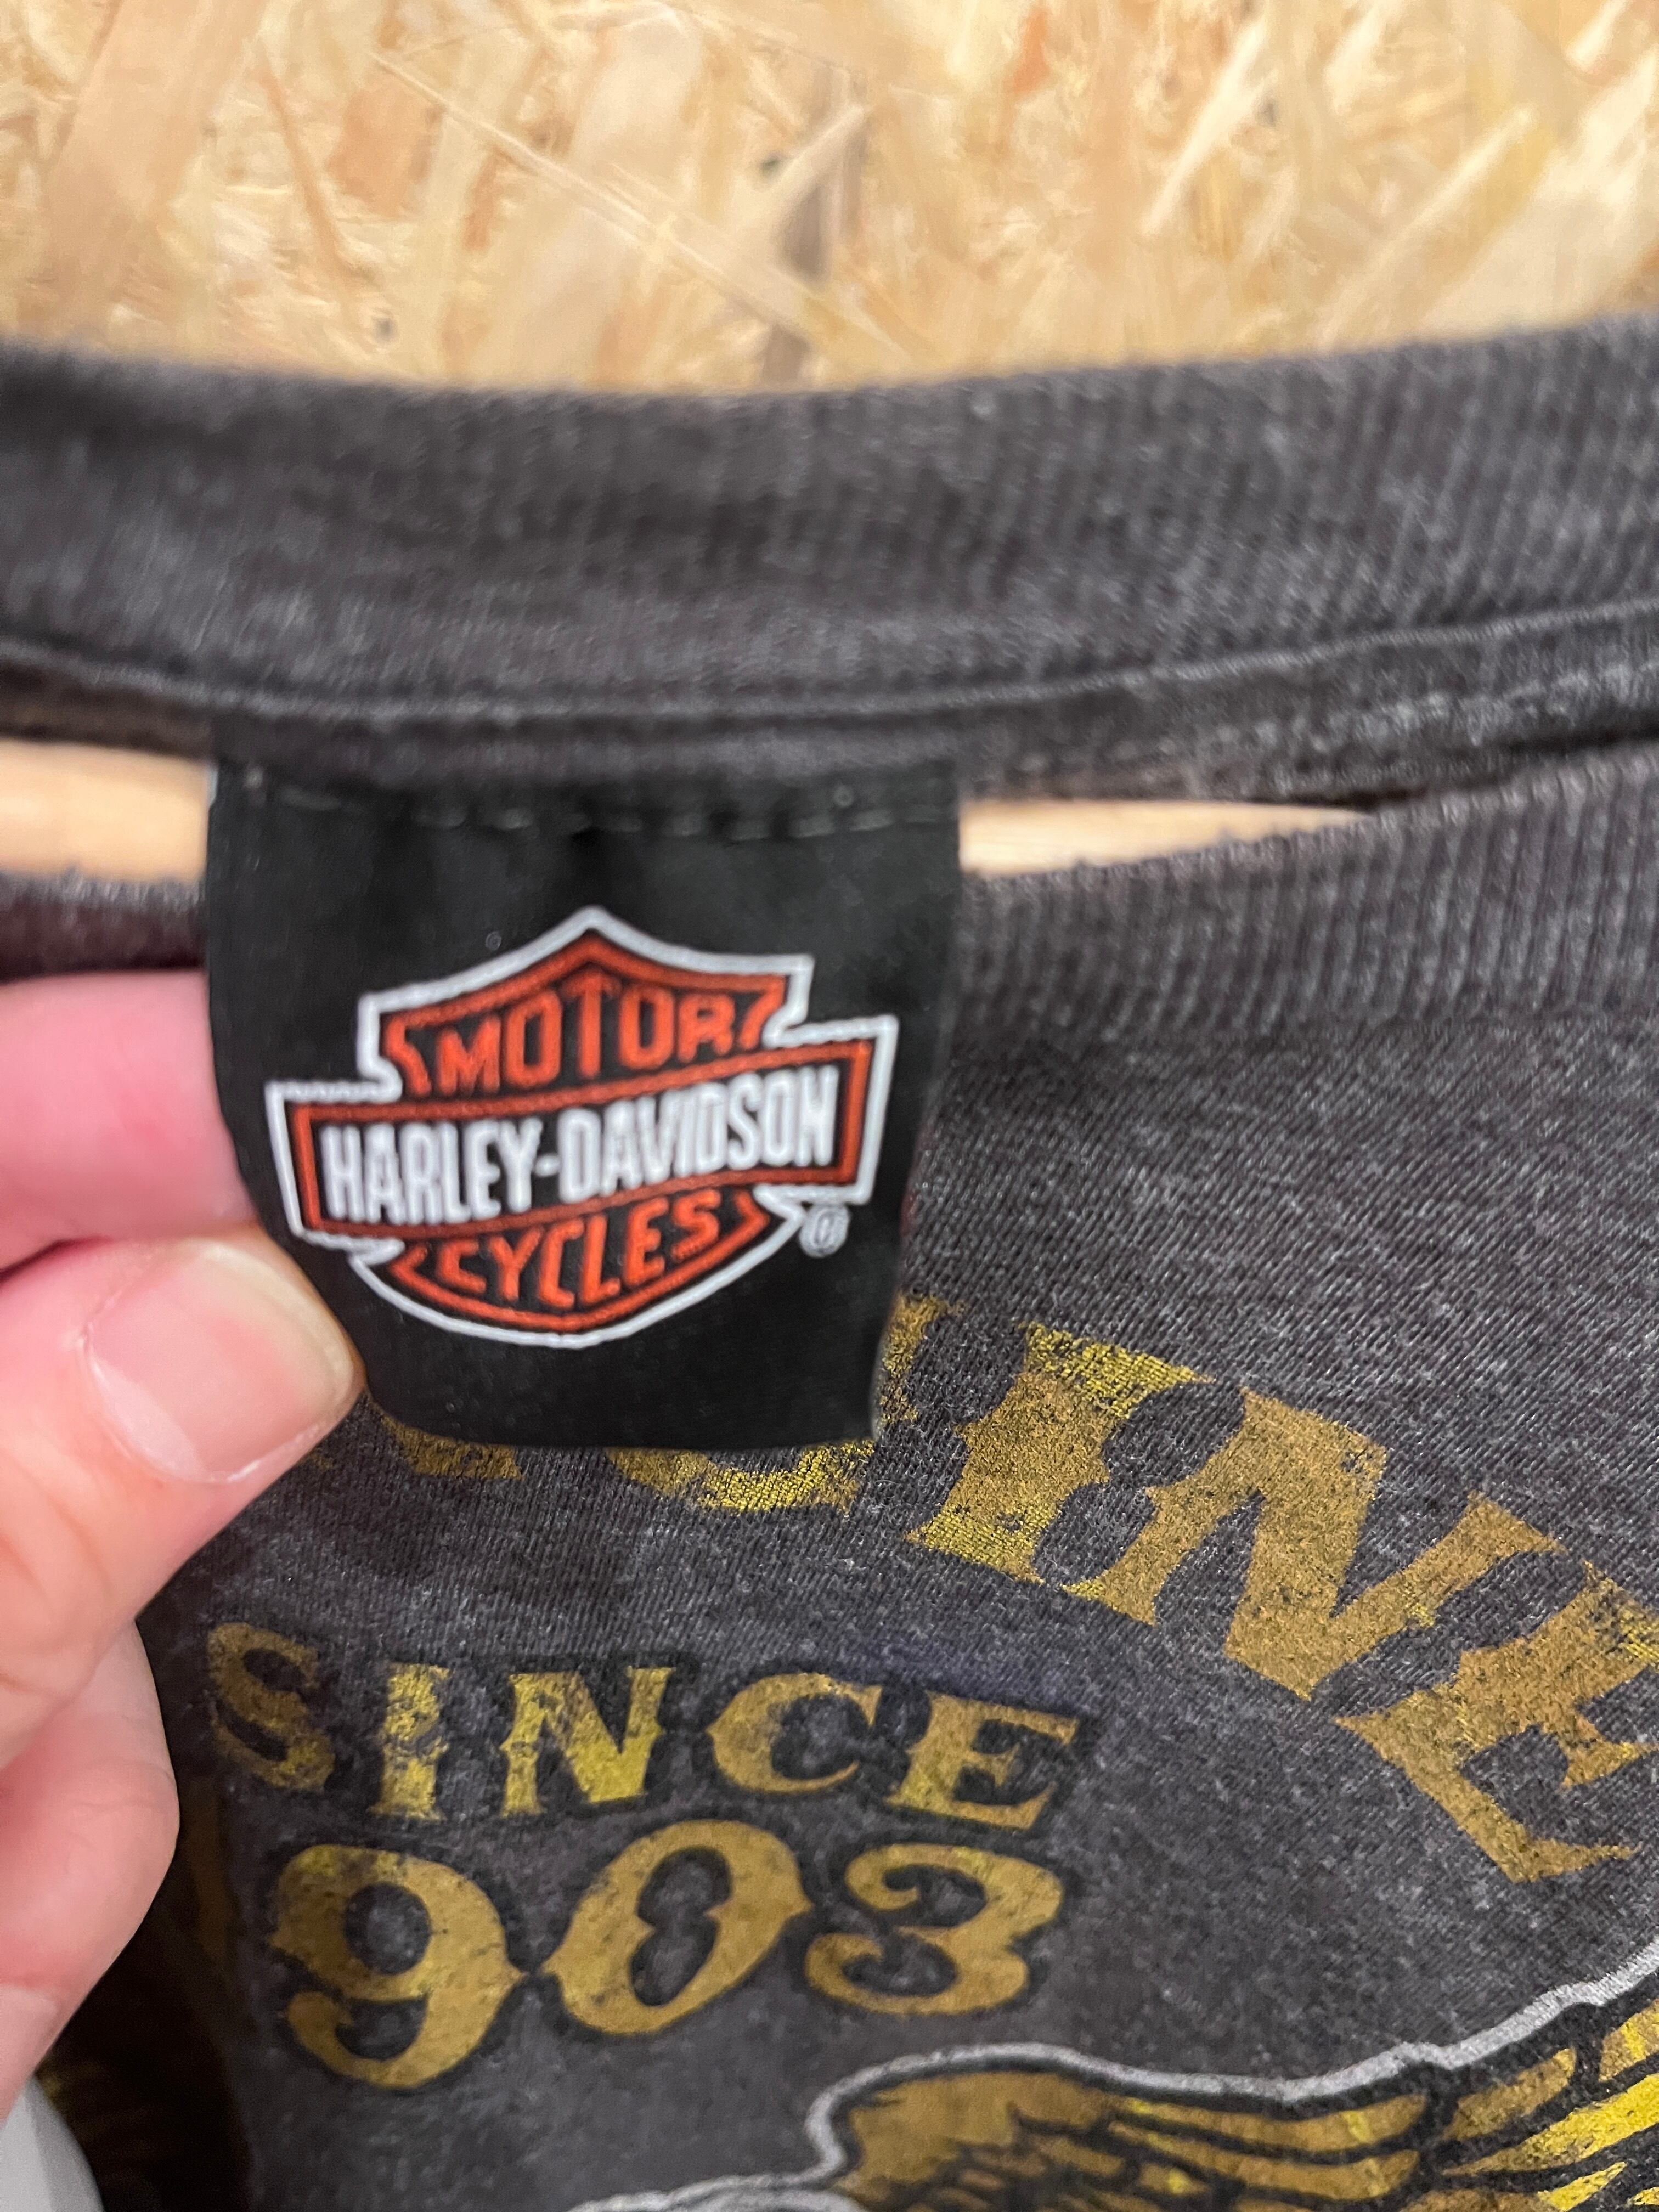 MOTOR
HARLEY-DAVIDSON
CYCLES
®
SINCE
903